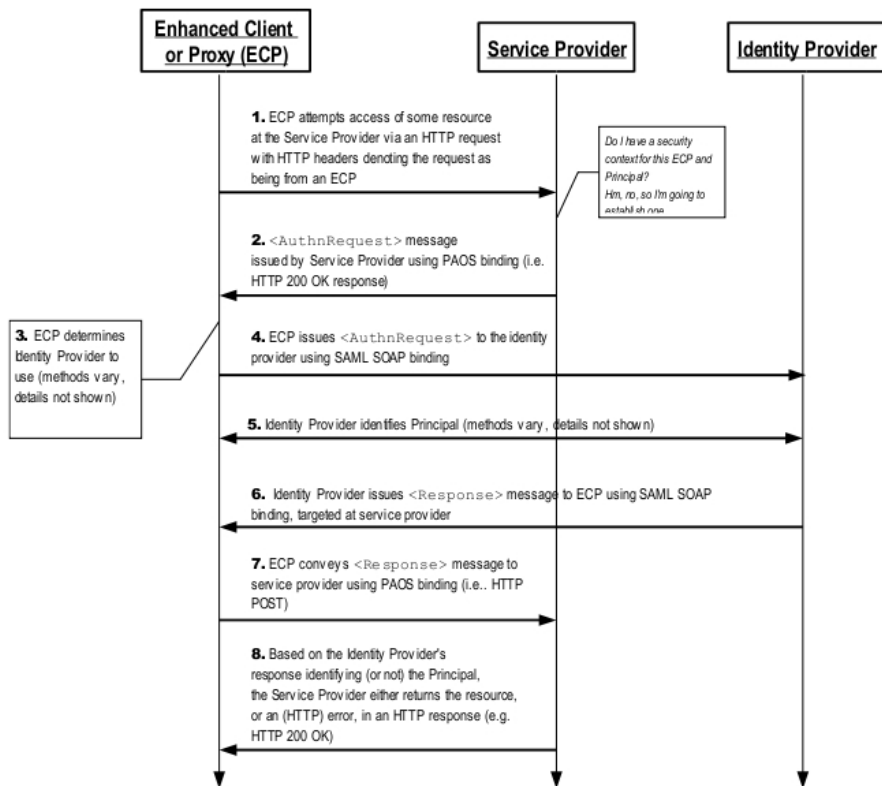 Enhanced Client
or Proxy (ECP)
Service Provider
Identity Provider
1. ECP attempts access of some resource
at the Service Provider via an HTTP request
with HTTP headers denoting the request as
being from an ECP
Do I have a security
context for this ECP and
Principal?
Hm, no, so I'm going to
establish one
2. <AuthnRequest> message
issued by Service Provider using PAOS binding (i.e.
HTTP 200 OK response)
3. ECP determines
Identity Provider to
use (methods vary,
details not shown)
4. ECP issues <AuthnRequest> to the identity
provider using SAML SOAP binding
5. Identity Provider identifies Principal (methods vary, details not shown)
6. Identity Provider issues <Response> message to ECP using SAML SOAP
binding, targeted at service provider
7. ECP conveys <Response> message to
service provider using PAOS binding (i.e.. HTTP
POST)
8. Based on the Identity Provider's
response identifying (or not) the Principal,
the Service Provider either returns the resource,
or an (HTTP) error, in an HTTP response (e.g.
HTTP 200 OK)